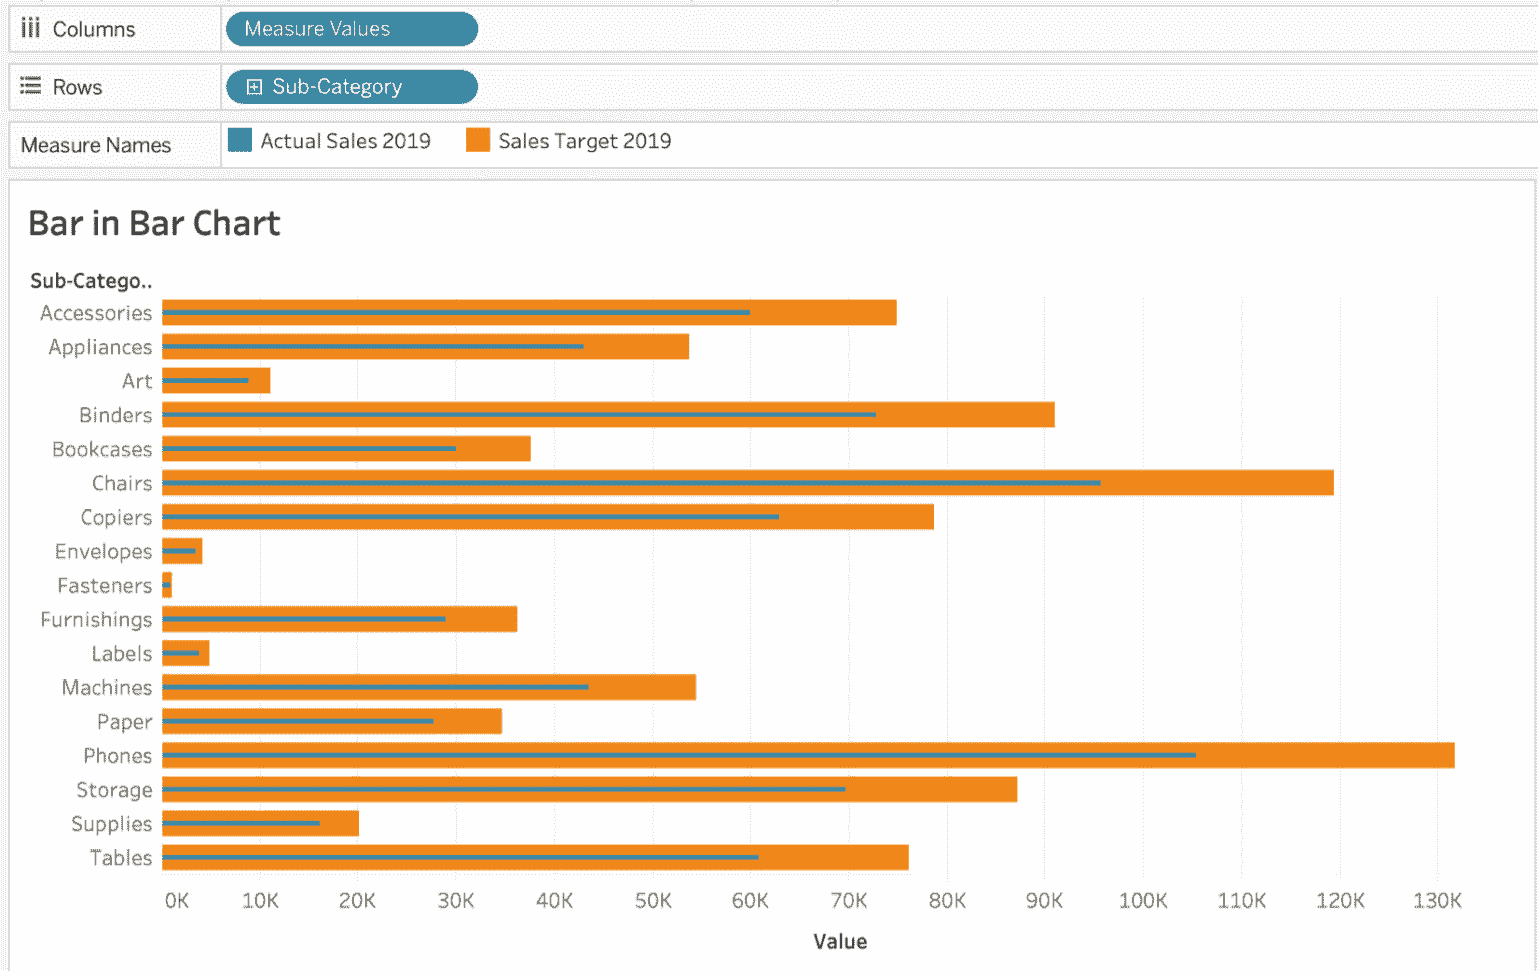 Columns Measure Values
Rows Sub-Category
Measure Names Actual Sales 2019 Sales Target 2019
Bar in Bar Chart
Sub-Catego..
Accessories
Appliances
Art
Binders
Bookcases
Chairs
Copiers
Envelopes
Fasteners
Furnishings
Labels
Machines
Paper
Phones
Storage
Supplies
Tables
0K 10K 20K 30K 40K 50K 60K 70K 80K 90K 100K 110K 120K 130K
Value